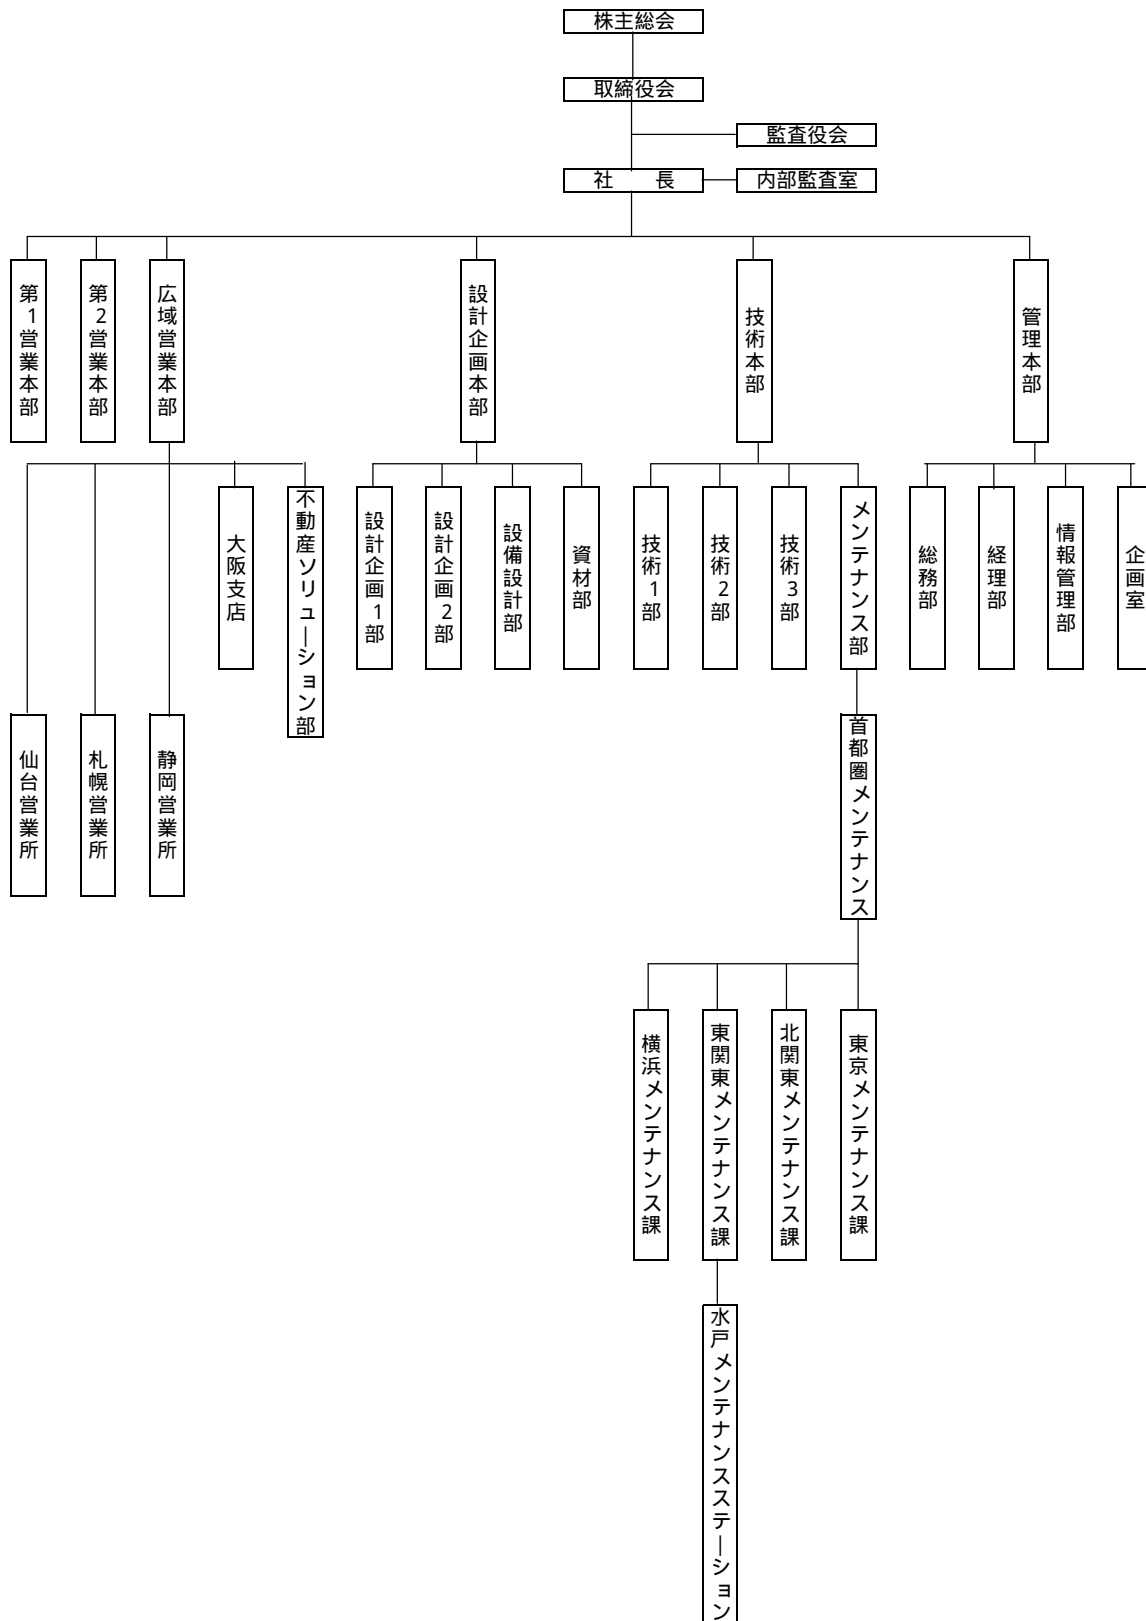 株主総会
取締役会
監査役会
社　　長
内部監査室
第1営業本部
第2営業本部
広域営業本部
設計企画本部
技術本部
管理本部
大阪支店
不動産ソリューション部
設計企画1部
設計企画2部
設備設計部
資材部
技術1部
技術2部
技術3部
メンテナンス部
総務部
経理部
情報管理部
企画室
仙台営業所
札幌営業所
静岡営業所
首都圏メンテナンス
横浜メンテナンス課
東関東メンテナンス課
北関東メンテナンス課
東京メンテナンス課
水戸メンテナンスステーション